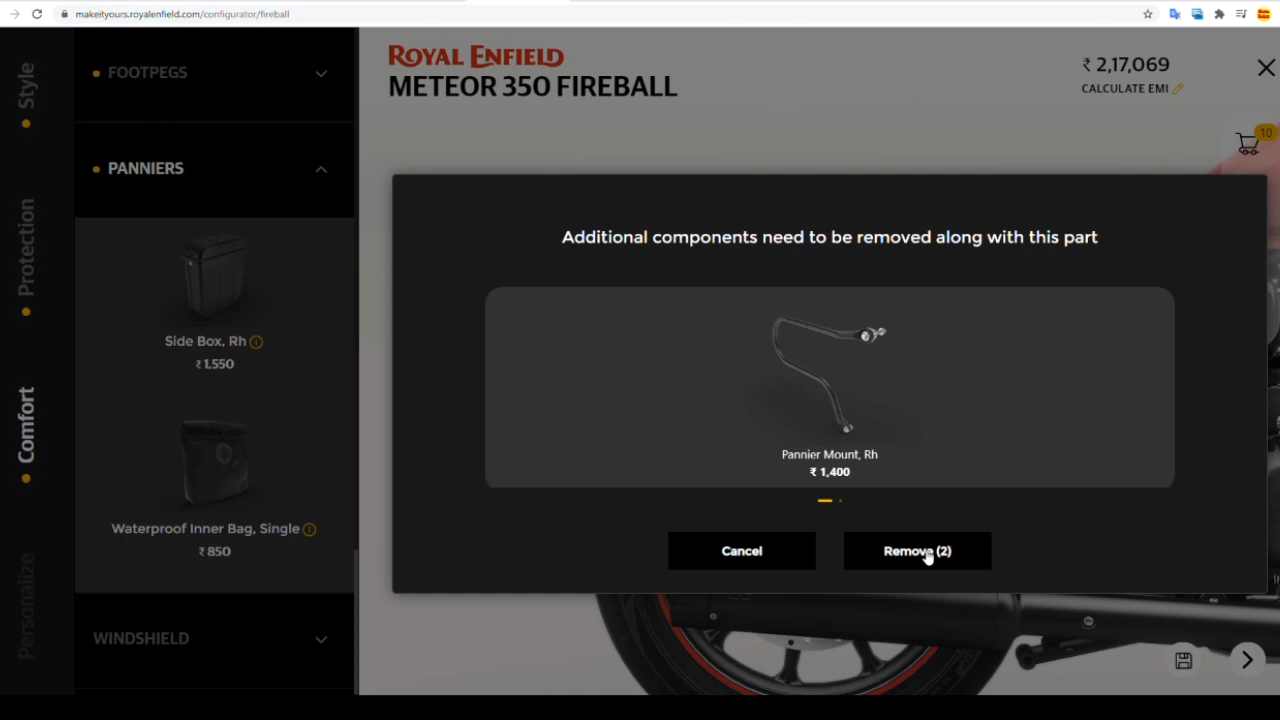 makeityours.royalenfield.com/configurator/fireball
Style
Protection
Comfort
Personalize
FOOTPEGS
PANNIERS
Side Box, Rh
₹ 1,550
Waterproof Inner Bag, Single
₹ 850
WINDSHIELD
ROYAL ENFIELD
METEOR 350 FIREBALL
₹ 2,17,069
CALCULATE EMI
10
Additional components need to be removed along with this part
Pannier Mount, Rh
₹ 1,400
Cancel
Remove (2)